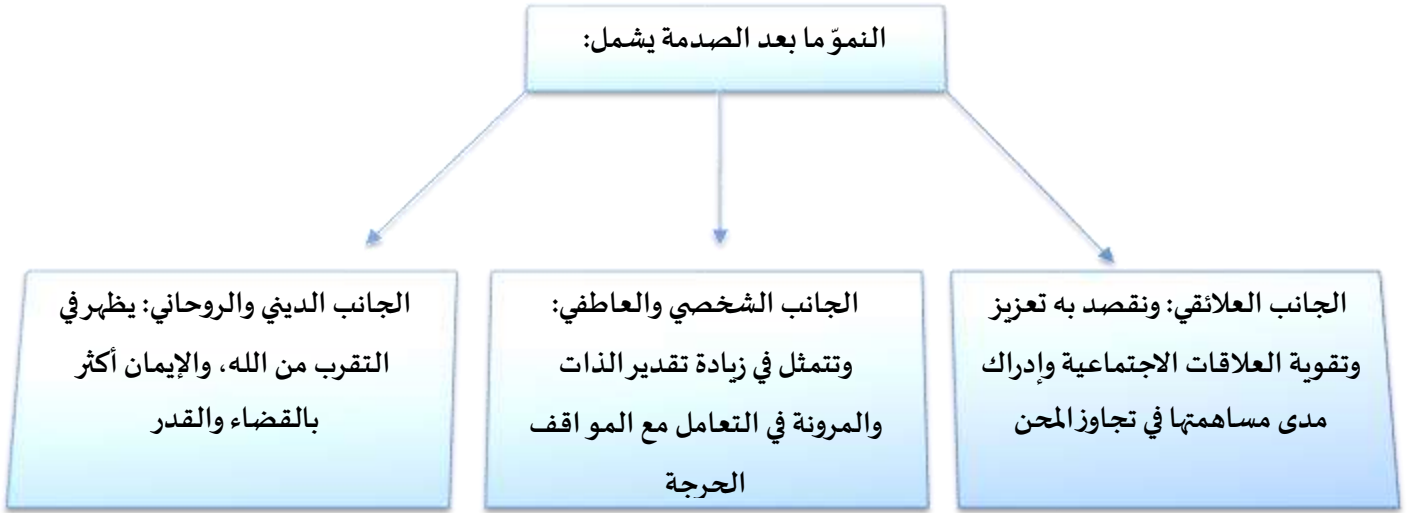 النموّ ما بعد الصدمة يشمل:
الجانب العلائقي: ونقصد به تعزيز
وتقوية العلاقات الاجتماعية وإدراك
مدى مساهمتها في تجاوز المحن
الجانب الشخصي والعاطفي:
وتتمثل في زيادة تقدير الذات
والمرونة في التعامل مع المواقف
الحرجة
الجانب الديني والروحاني: يظهر في
التقرب من الله، والإيمان أكثر
بالقضاء والقدر